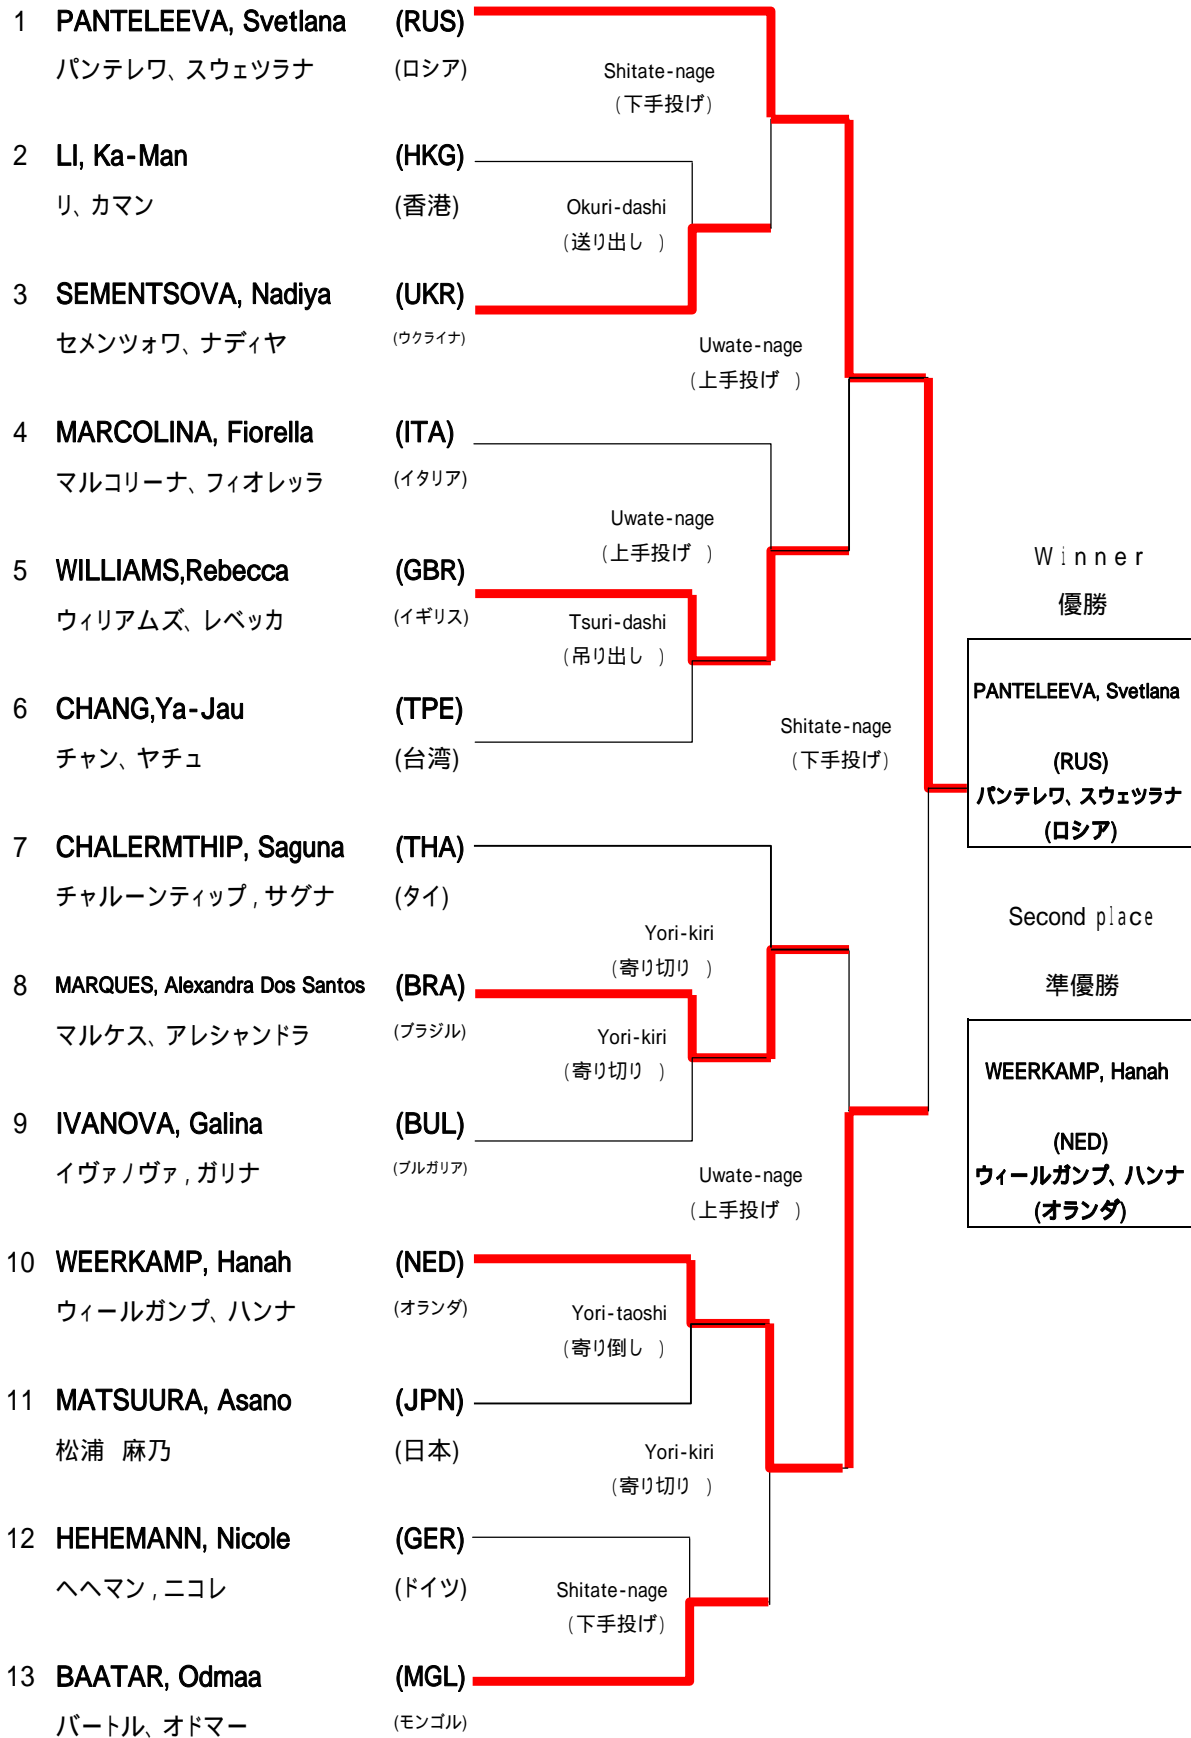 1 PANTELEEVA, Svetlana (RUS)
パンテレワ、スウェツラナ (ロシア)
Shitate-nage
(下手投げ)
2 LI, Ka-Man (HKG)
リ、カマン (香港)
Okuri-dashi
(送り出し )
3 SEMENTSOVA, Nadiya (UKR)
セメンツォワ、ナディヤ (ウクライナ)
Uwate-nage
(上手投げ )
4 MARCOLINA, Fiorella (ITA)
マルコリーナ、フィオレッラ (イタリア)
Uwate-nage
(上手投げ )
5 WILLIAMS,Rebecca (GBR)
ウィリアムズ、レベッカ (イギリス)
Tsuri-dashi
(吊り出し )
6 CHANG,Ya-Jau (TPE)
チャン、ヤチュ (台湾)
Shitate-nage
(下手投げ)
7 CHALERMTHIP, Saguna (THA)
チャルーンティップ , サグナ (タイ)
Yori-kiri
(寄り切り )
8 MARQUES, Alexandra Dos Santos (BRA)
マルケス、アレシャンドラ (ブラジル)
Yori-kiri
(寄り切り )
9 IVANOVA, Galina (BUL)
イヴァノヴァ , ガリナ (ブルガリア)
Uwate-nage
(上手投げ )
10 WEERKAMP, Hanah (NED)
ウィールガンプ、ハンナ (オランダ)
Yori-taoshi
(寄り倒し )
11 MATSUURA, Asano (JPN)
松浦 麻乃 (日本)
Yori-kiri
(寄り切り )
12 HEHEMANN, Nicole (GER)
ヘヘマン , ニコレ (ドイツ)
Shitate-nage
(下手投げ)
13 BAATAR, Odmaa (MGL)
バートル、オドマー (モンゴル)
Winner
優勝
PANTELEEVA, Svetlana
(RUS)
パンテレワ、スウェツラナ
(ロシア)
Second place
準優勝
WEERKAMP, Hanah
(NED)
ウィールガンプ、ハンナ
(オランダ)